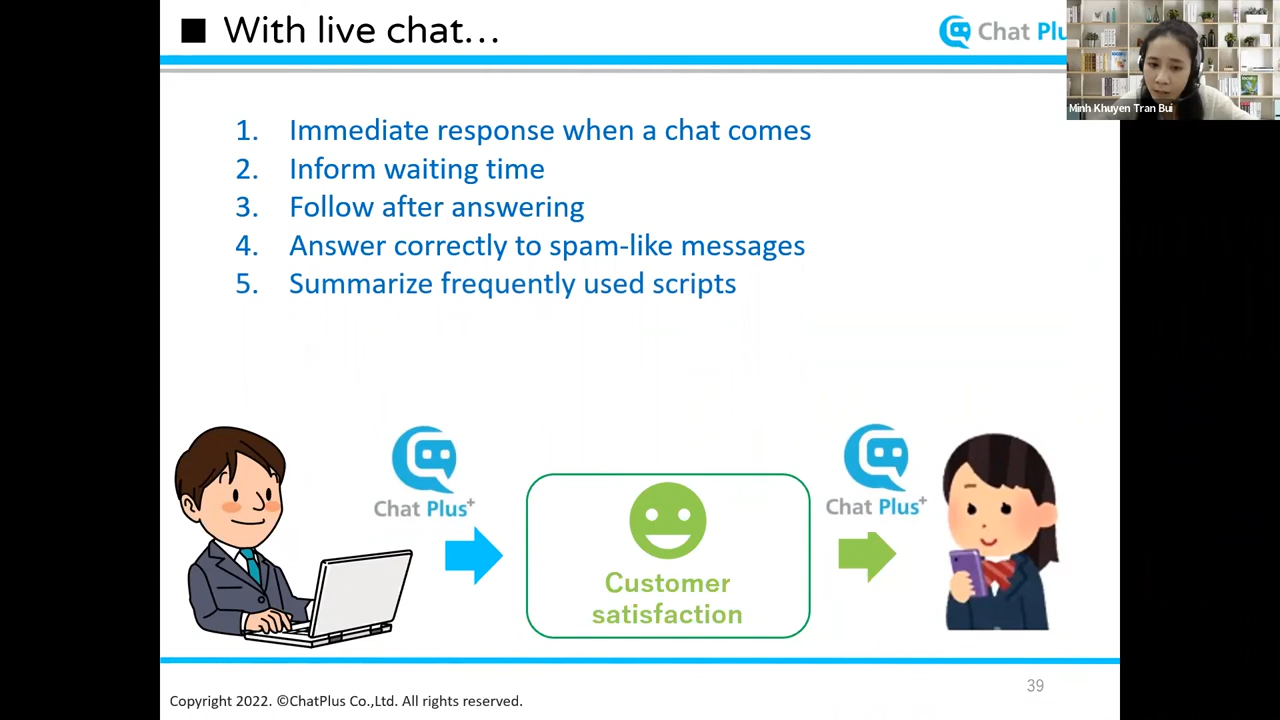 ■ With live chat…
Chat Plu
Minh Khuyen Tran Bui
1. Immediate response when a chat comes
2. Inform waiting time
3. Follow after answering
4. Answer correctly to spam-like messages
5. Summarize frequently used scripts
Chat Plus+
Chat Plus+
Customer
satisfaction
39
Copyright 2022. ©ChatPlus Co.,Ltd. All rights reserved.